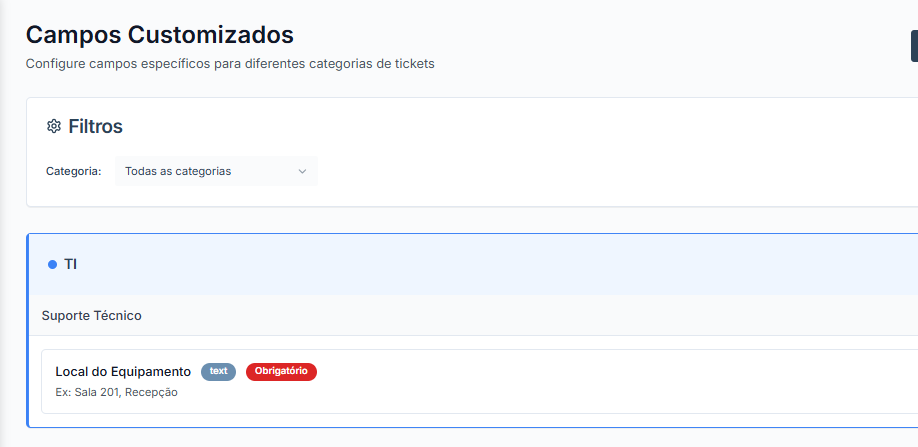 Campos Customizados
Configure campos específicos para diferentes categorias de tickets
Filtros
Categoria: Todas as categorias
TI
Suporte Técnico
Local do Equipamento text Obrigatório
Ex: Sala 201, Recepção